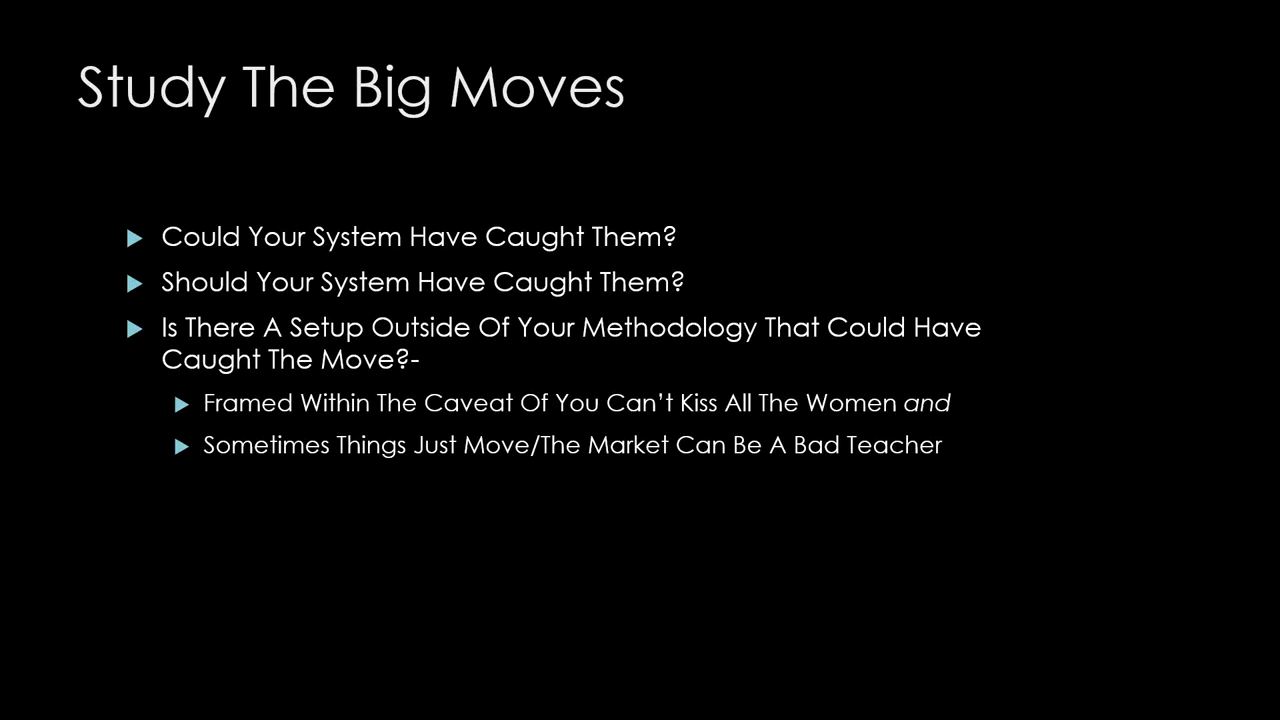 Study The Big Moves
Could Your System Have Caught Them?
Should Your System Have Caught Them?
Is There A Setup Outside Of Your Methodology That Could Have
Caught The Move?-
Framed Within The Caveat Of You Can’t Kiss All The Women and
Sometimes Things Just Move/The Market Can Be A Bad Teacher